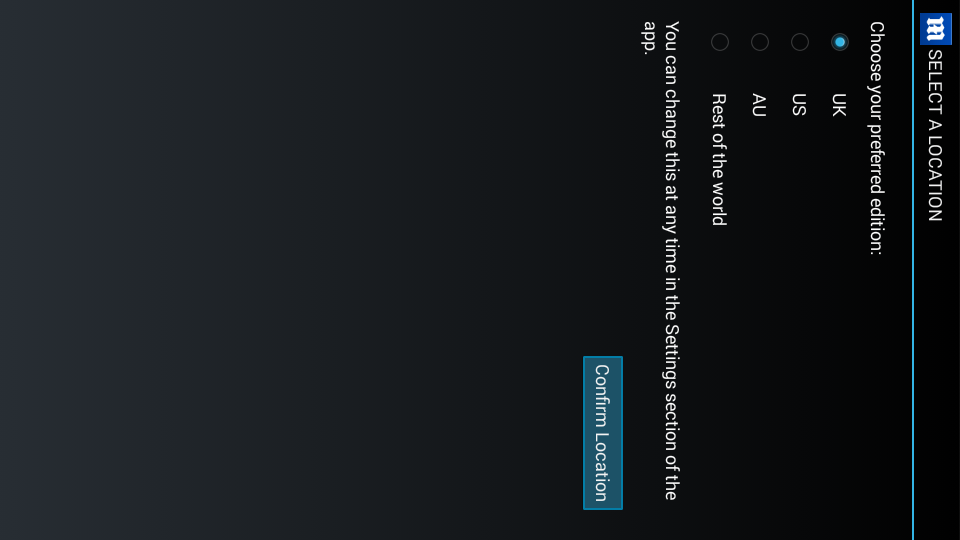 m SELECT A LOCATION
Choose your preferred edition:
UK
US
AU
Rest of the world
You can change this at any time in the Settings section of the
app.
Confirm Location